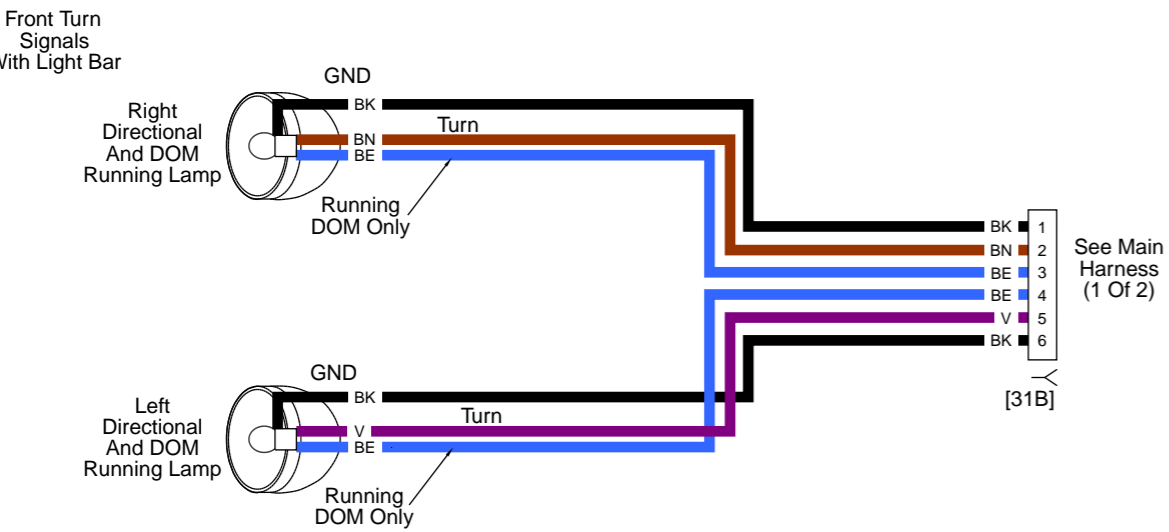 Front Turn
Signals
With Light Bar
GND
Right
Directional
And DOM
Running Lamp
BK
Turn
BN
BE
Running
DOM Only
BK 1
BN 2
BE 3
BE 4
V 5
BK 6
See Main
Harness
(1 Of 2)
[31B]
GND
Left
Directional
And DOM
Running Lamp
BK
Turn
V
BE
Running
DOM Only